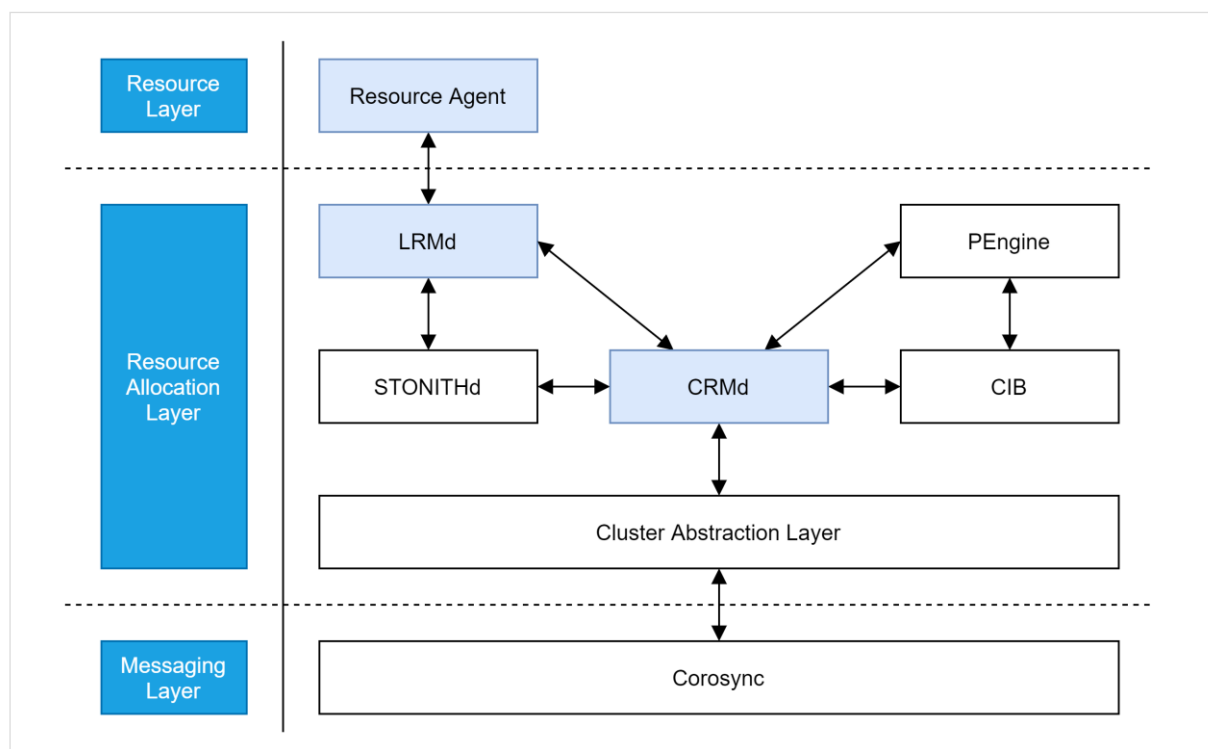 Resource
Layer
Resource Agent
Resource
Allocation
Layer
LRMd
PEngine
STONITHd
CRMd
CIB
Cluster Abstraction Layer
Messaging
Layer
Corosync